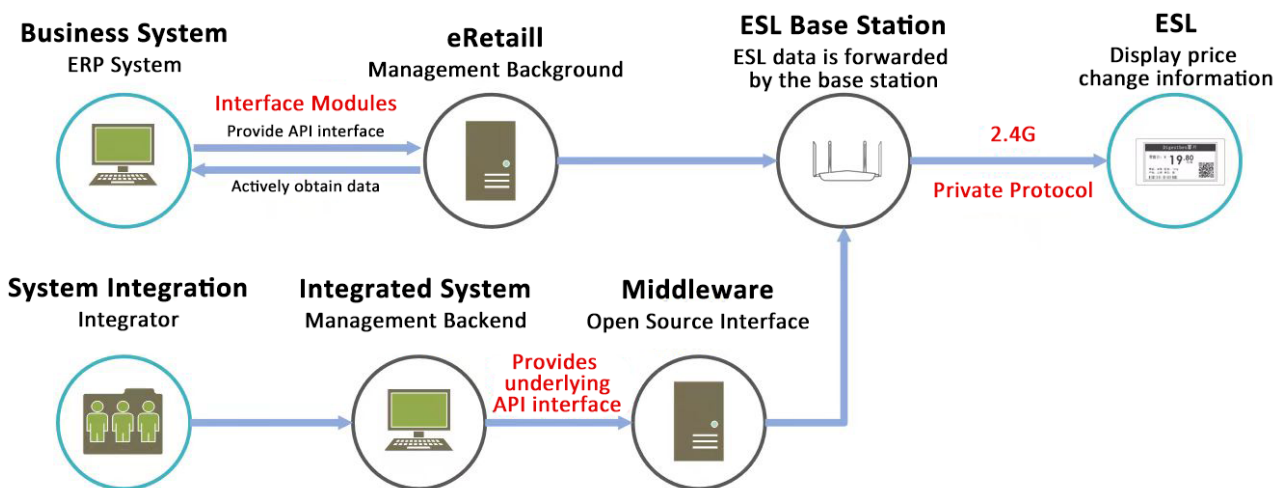 Business System
ERP System
Interface Modules
Provide API interface
Actively obtain data
eRetaill
Management Background
ESL Base Station
ESL data is forwarded
by the base station
2.4G
Private Protocol
ESL
Display price
change information
19.80
System Integration
Integrator
Integrated System
Management Backend
Provides
underlying
API interface
Middleware
Open Source Interface